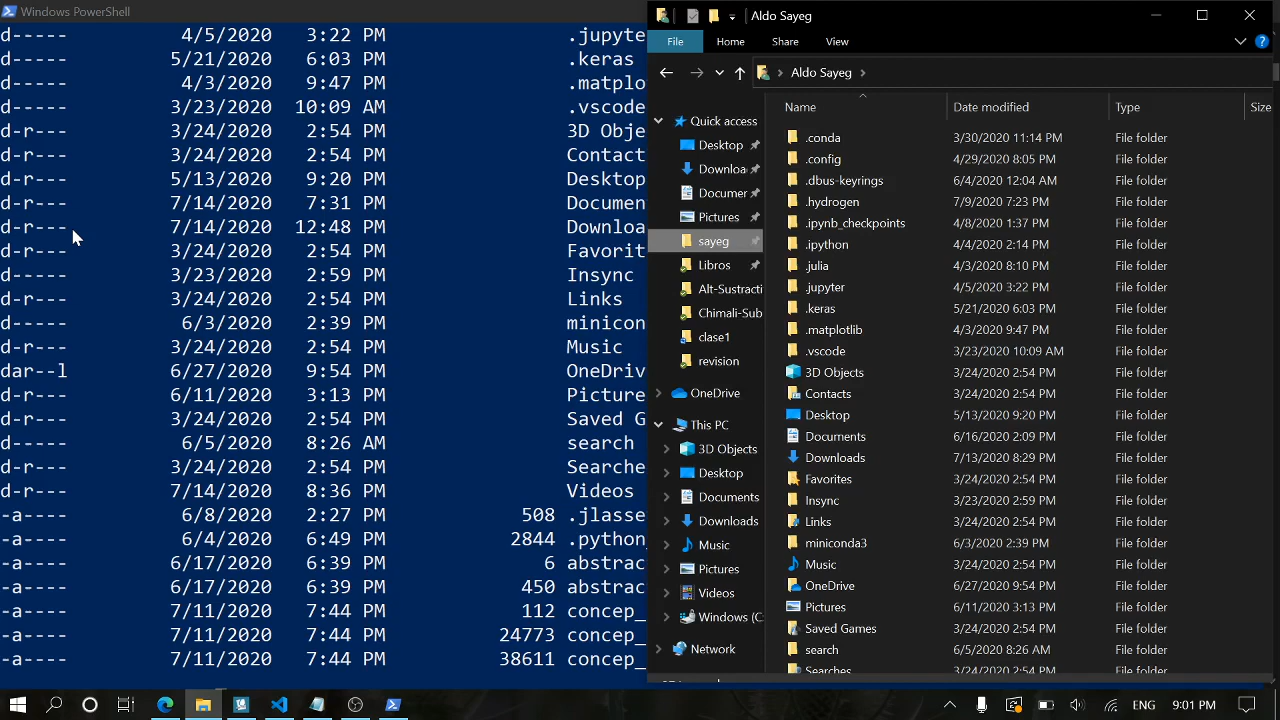 Windows PowerShell
d----- 4/5/2020 3:22 PM .jupyte
d----- 5/21/2020 6:03 PM .keras
d----- 4/3/2020 9:47 PM .matplo
d----- 3/23/2020 10:09 AM .vscode
d-r--- 3/24/2020 2:54 PM 3D Obje
d-r--- 3/24/2020 2:54 PM Contact
d-r--- 5/13/2020 9:20 PM Desktop
d-r--- 7/14/2020 7:31 PM Documen
d-r--- 7/14/2020 12:48 PM Downloa
d-r--- 3/24/2020 2:54 PM Favorit
d----- 3/23/2020 2:59 PM Insync
d-r--- 3/24/2020 2:54 PM Links
d----- 6/3/2020 2:39 PM minicon
d-r--- 3/24/2020 2:54 PM Music
dar--l 6/27/2020 9:54 PM OneDriv
d-r--- 6/11/2020 3:13 PM Picture
d-r--- 3/24/2020 2:54 PM Saved G
d----- 6/5/2020 8:26 AM search
d-r--- 3/24/2020 2:54 PM Searche
d-r--- 7/14/2020 8:36 PM Videos
-a---- 6/8/2020 2:27 PM 508 .jlasse
-a---- 6/4/2020 6:49 PM 2844 .python
-a---- 6/17/2020 6:39 PM 6 abstrac
-a---- 6/17/2020 6:39 PM 450 abstrac
-a---- 7/11/2020 7:44 PM 112 concep_
-a---- 7/11/2020 7:44 PM 24773 concep_
-a---- 7/11/2020 7:44 PM 38611 concep_
Aldo Sayeg
File Home Share View
Aldo Sayeg
Quick access
Desktop
Downloa
Documen
Pictures
sayeg
Libros
Alt-Sustracti
Chimali-Sub
clase1
revision
OneDrive
This PC
3D Objects
Desktop
Documents
Downloads
Music
Pictures
Videos
Windows (C:
Network
Name Date modified Type Size
.conda 3/30/2020 11:14 PM File folder
.config 4/29/2020 8:05 PM File folder
.dbus-keyrings 6/4/2020 12:04 AM File folder
.hydrogen 7/9/2020 7:23 PM File folder
.ipynb_checkpoints 4/8/2020 1:37 PM File folder
.ipython 4/4/2020 2:14 PM File folder
.julia 4/3/2020 8:10 PM File folder
.jupyter 4/5/2020 3:22 PM File folder
.keras 5/21/2020 6:03 PM File folder
.matplotlib 4/3/2020 9:47 PM File folder
.vscode 3/23/2020 10:09 AM File folder
3D Objects 3/24/2020 2:54 PM File folder
Contacts 3/24/2020 2:54 PM File folder
Desktop 5/13/2020 9:20 PM File folder
Documents 6/16/2020 2:09 PM File folder
Downloads 7/13/2020 8:29 PM File folder
Favorites 3/24/2020 2:54 PM File folder
Insync 3/23/2020 2:59 PM File folder
Links 3/24/2020 2:54 PM File folder
miniconda3 6/3/2020 2:39 PM File folder
Music 3/24/2020 2:54 PM File folder
OneDrive 6/27/2020 9:54 PM File folder
Pictures 6/11/2020 3:13 PM File folder
Saved Games 3/24/2020 2:54 PM File folder
search 6/5/2020 8:26 AM File folder
Searches 3/24/2020 2:54 PM File folder
9:01 PM